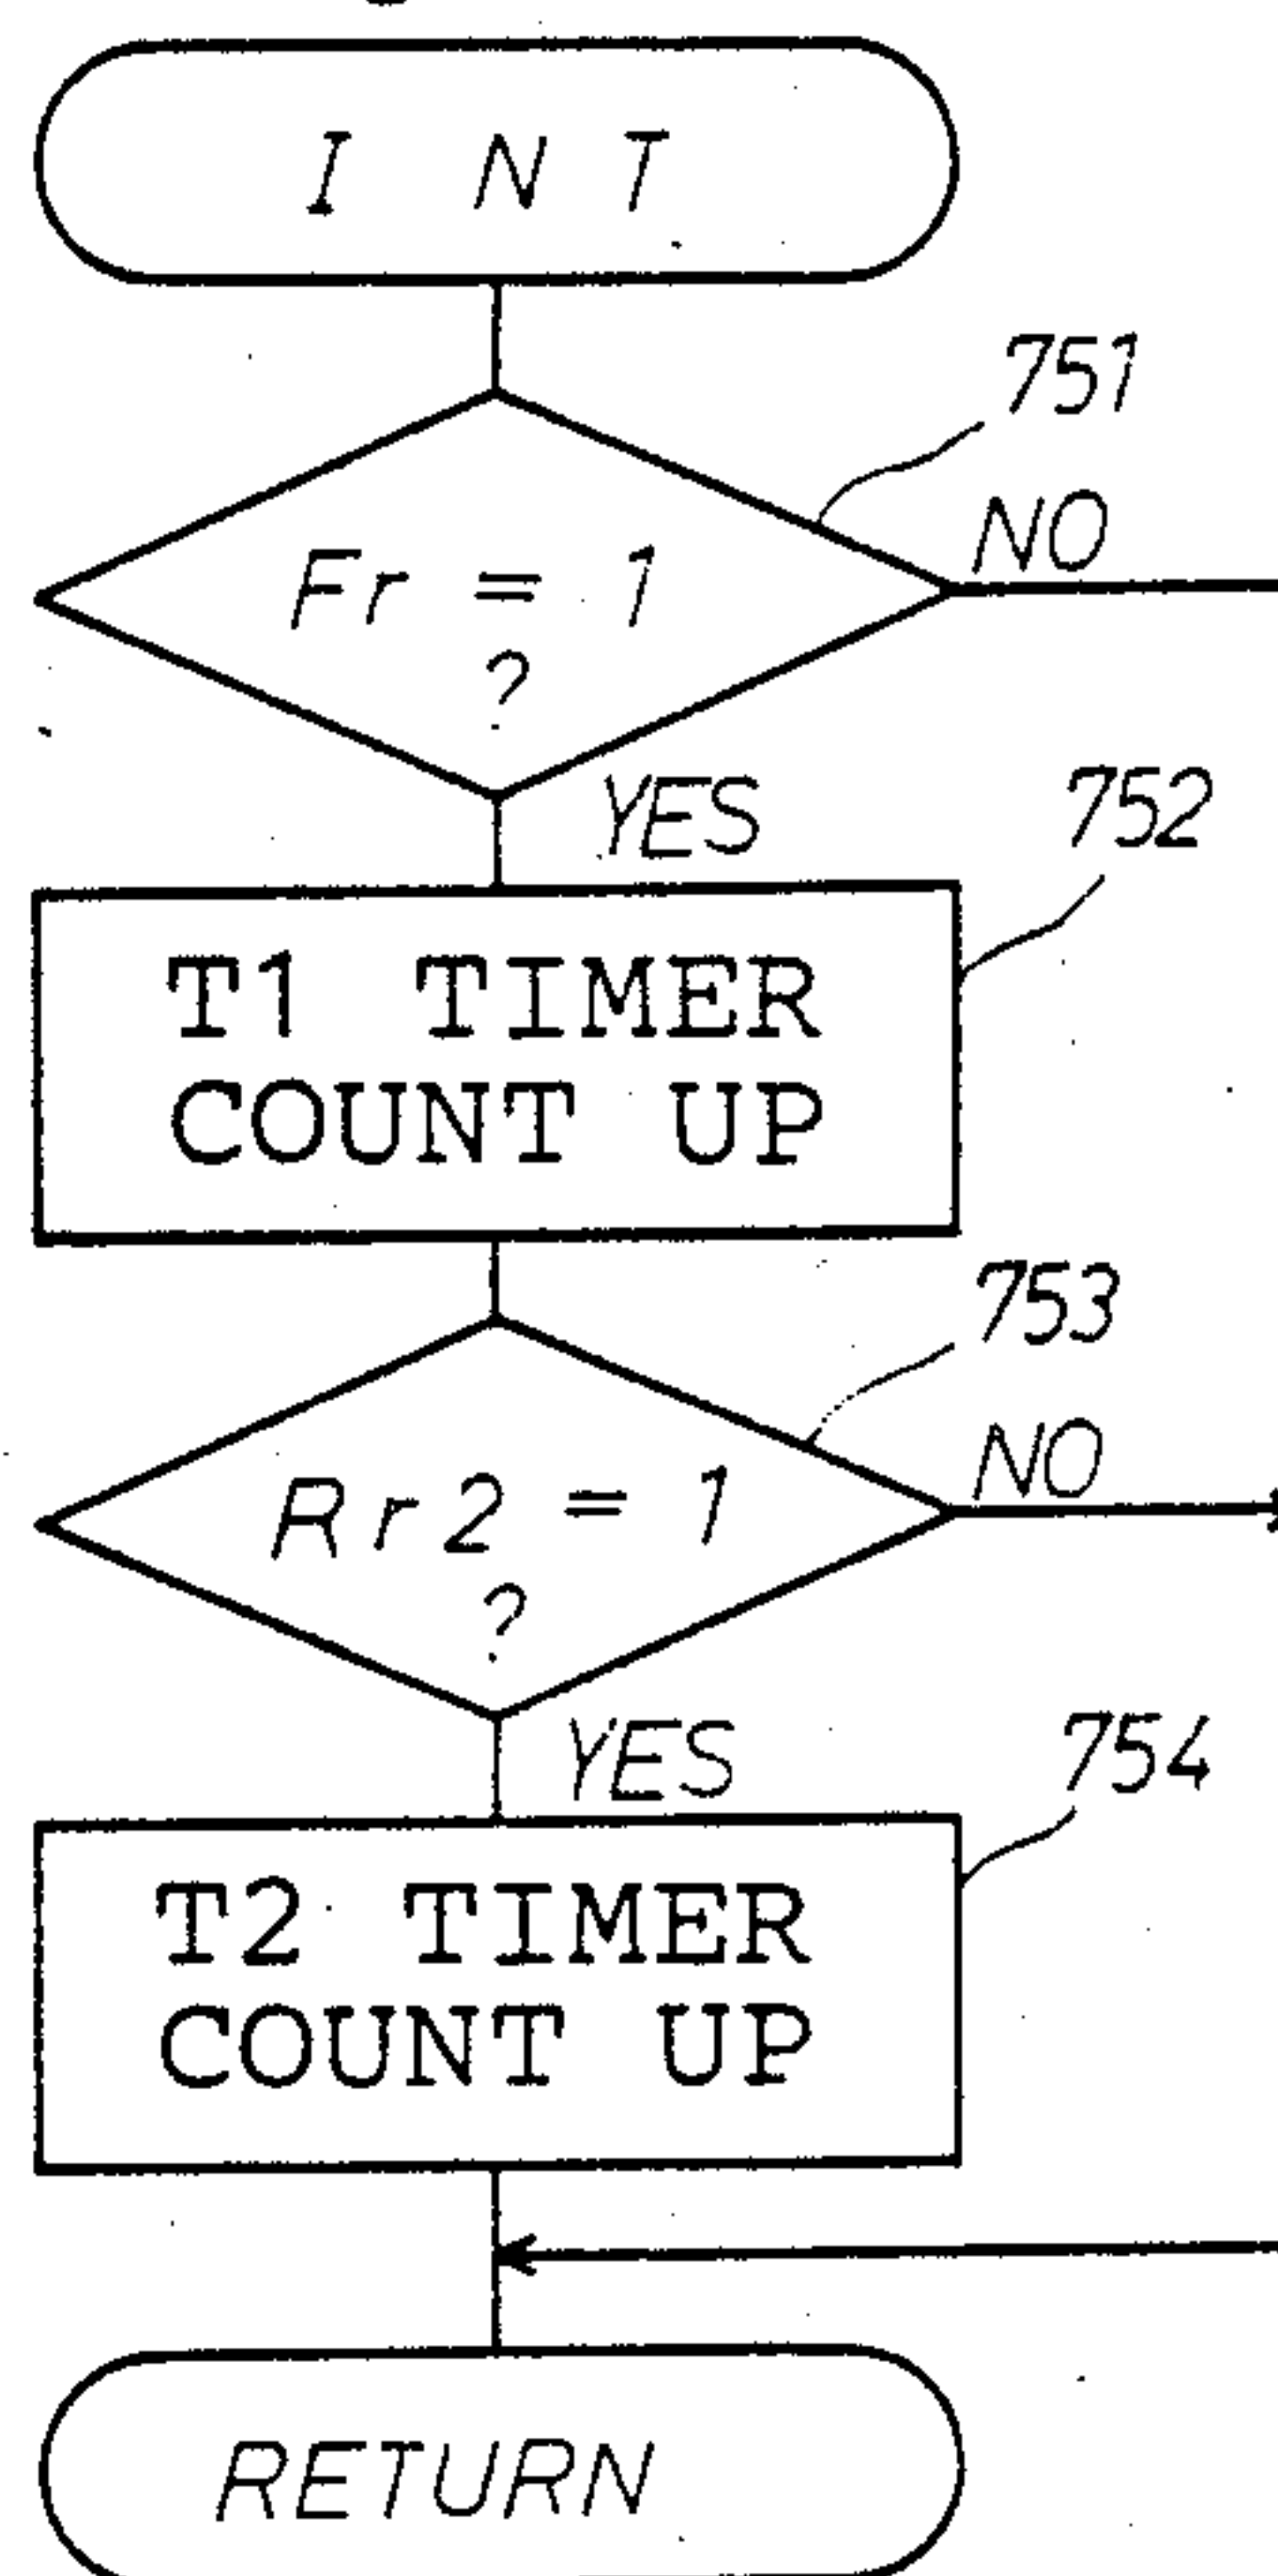 INT
751
Fr = 1
?
NO
YES
752
T1 TIMER
COUNT UP
753
Rr2 = 1
?
NO
YES
754
T2 TIMER
COUNT UP
RETURN